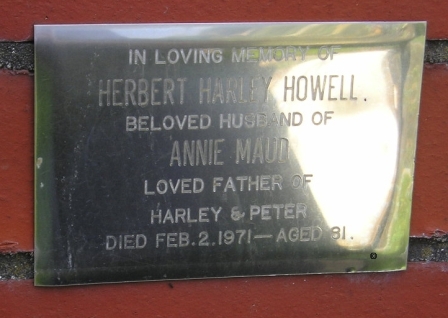 IN LOVING MEMORY OF
HERBERT HARLEY HOWELL.
BELOVED HUSBAND OF
ANNIE MAUD
LOVED FATHER OF
HARLEY & PETER
DIED FEB. 2. 1971 — AGED 81.